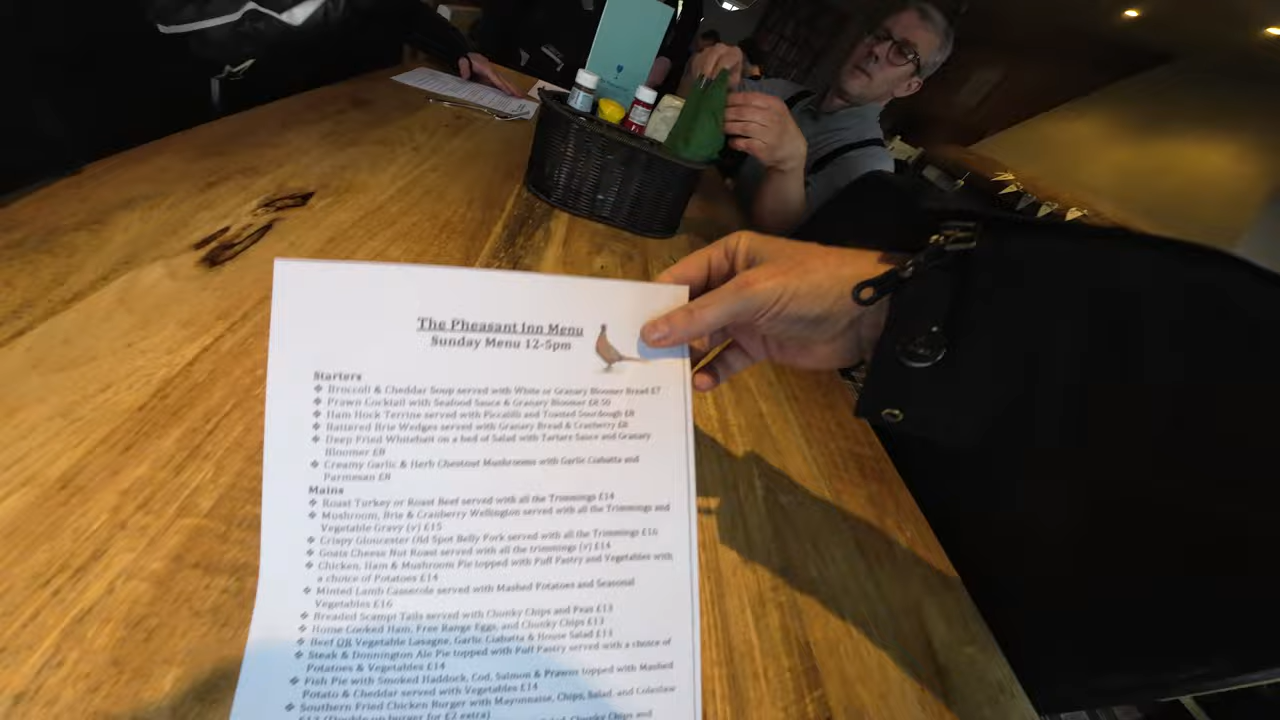 The Pheasant Inn Menu
Sunday Menu 12-5pm
Starters
❖ Broccoli & Cheddar Soup served with White or Granary Bloomer Bread £7
❖ Prawn Cocktail with Seafood Sauce & Granary Bloomer £8.50
❖ Ham Hock Terrine served with Piccalilli and Toasted Sourdough £8
❖ Battered Brie Wedges served with Granary Bread & Cranberry £8
❖ Deep Fried Whitebait on a bed of Salad with Tartare Sauce and Granary
Bloomer £8
❖ Creamy Garlic & Herb Chestnut Mushrooms with Garlic Ciabatta and
Parmesan £8
Mains
❖ Roast Turkey or Roast Beef served with all the Trimmings £14
❖ Mushroom, Brie & Cranberry Wellington served with all the Trimmings and
Vegetable Gravy (v) £15
❖ Crispy Gloucester Old Spot Belly Pork served with all the Trimmings £16
❖ Goats Cheese Nut Roast served with all the trimmings (v) £14
❖ Chicken, Ham & Mushroom Pie topped with Puff Pastry and Vegetables with
a choice of Potatoes £14
❖ Minted Lamb Casserole served with Mashed Potatoes and Seasonal
Vegetables £16
❖ Breaded Scampi Tails served with Chunky Chips and Peas £13
❖ Home Cooked Ham, Free Range Eggs, and Chunky Chips £13
❖ Beef OR Vegetable Lasagne, Garlic Ciabatta & House Salad £13
❖ Steak & Donnington Ale Pie topped with Puff Pastry served with a choice of
Potatoes & Vegetables £14
❖ Fish Pie with Smoked Haddock, Cod, Salmon & Prawns topped with Mashed
Potato & Cheddar served with Vegetables £14
❖ Southern Fried Chicken Burger with Mayonnaise, Chips, Salad, and Coleslaw
£13 (Double up burger for £2 extra)
Salad, Chunky Chips and